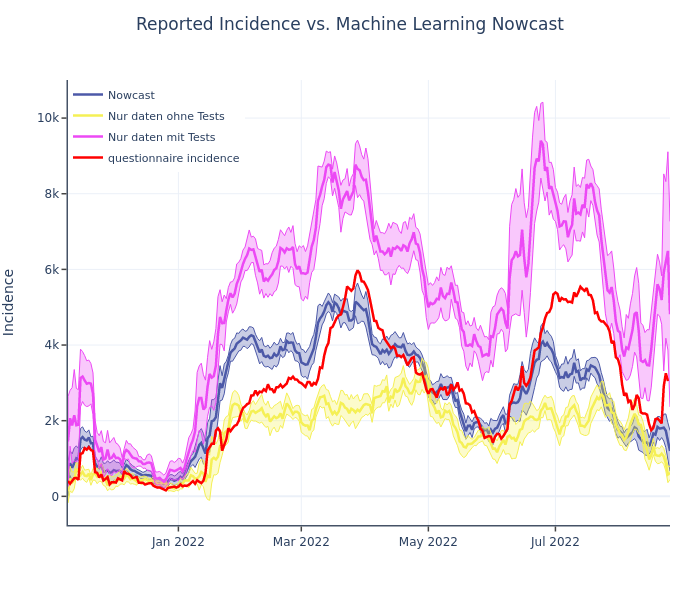 Reported Incidence vs. Machine Learning Nowcast
Nowcast
Nur daten ohne Tests
Nur daten mit Tests
questionnaire incidence
Incidence
10k
8k
6k
4k
2k
0
Jan 2022
Mar 2022
May 2022
Jul 2022